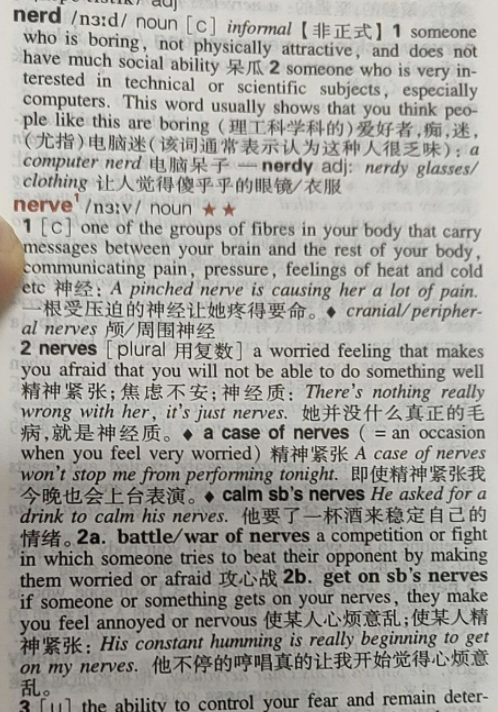 adj
nerd /nɜːd/ noun [C] informal【非正式】1 someone
who is boring, not physically attractive, and does not
have much social ability 呆瓜 2 someone who is very in-
terested in technical or scientific subjects, especially
computers. This word usually shows that you think peo-
ple like this are boring (理工科学科的)爱好者,痴,迷,
(尤指)电脑迷(该词通常表示认为这种人很乏味): a
computer nerd 电脑呆子 — nerdy adj: nerdy glasses/
clothing 让人觉得傻乎乎的眼镜/衣服
nerve¹ /nɜːv/ noun ★★
1 [C] one of the groups of fibres in your body that carry
messages between your brain and the rest of your body,
communicating pain, pressure, feelings of heat and cold
etc 神经: A pinched nerve is causing her a lot of pain.
一根受压迫的神经让她疼得要命。◆ cranial/peripher-
al nerves 颅/周围神经
2 nerves [plural 用复数] a worried feeling that makes
you afraid that you will not be able to do something well
精神紧张;焦虑不安;神经质: There's nothing really
wrong with her, it's just nerves. 她并没什么真正的毛
病,就是神经质。◆ a case of nerves (=an occasion
when you feel very worried) 精神紧张 A case of nerves
won't stop me from performing tonight. 即使精神紧张我
今晚也会上台表演。◆ calm sb's nerves He asked for a
drink to calm his nerves. 他要了一杯酒来稳定自己的
情绪。2a. battle/war of nerves a competition or fight
in which someone tries to beat their opponent by making
them worried or afraid 攻心战 2b. get on sb's nerves
if someone or something gets on your nerves, they make
you feel annoyed or nervous 使某人心烦意乱;使某人精
神紧张: His constant humming is really beginning to get
on my nerves. 他不停的哼唱真的让我开始觉得心烦意
乱。
3 [U] the ability to control your fear and remain deter-